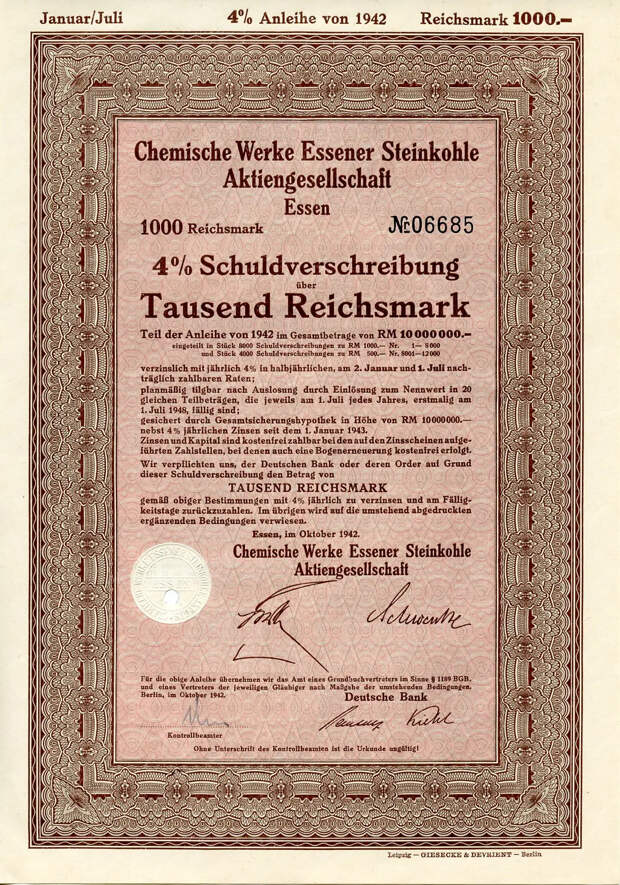 Januar/Juli 4% Anleihe von 1942 Reichsmark 1000.—
Chemische Werke Essener Steinkohle
Aktiengesellschaft
Essen
1000 Reichsmark № 06685
4% Schuldverschreibung
über
Tausend Reichsmark
Teil der Anleihe von 1942 im Gesamtbetrage von RM 10000000.—
eingeteilt in Stück 8000 Schuldverschreibungen zu RM 1000.— Nr. 1— 8000
und Stück 4000 Schuldverschreibungen zu RM 500.— Nr. 8001—12000
verzinslich mit jährlich 4% in halbjährlichen, am 2. Januar und 1. Juli nach-
träglich zahlbaren Raten;
planmäßig tilgbar nach Auslosung durch Einlösung zum Nennwert in 20
gleichen Teilbeträgen, die jeweils am 1. Juli jedes Jahres, erstmalig am
1. Juli 1948, fällig sind;
gesichert durch Gesamtsicherungshypothek in Höhe von RM 10000000.—
nebst 4% jährlichen Zinsen seit dem 1. Januar 1943.
Zinsen und Kapital sind kostenfrei zahlbar bei den auf den Zinsscheinen aufge-
führten Zahlstellen, bei denen auch eine Bogenerneuerung kostenfrei erfolgt.
Wir verpflichten uns, der Deutschen Bank oder deren Order auf Grund
dieser Schuldverschreibung den Betrag von
TAUSEND REICHSMARK
gemäß obiger Bestimmungen mit 4% jährlich zu verzinsen und am Fällig-
keitstage zurückzuzahlen. Im übrigen wird auf die umstehend abgedruckten
ergänzenden Bedingungen verwiesen.
Essen, im Oktober 1942.
Chemische Werke Essener Steinkohle
Aktiengesellschaft
Für die obige Anleihe übernehmen wir das Amt eines Grundbuchvertreters im Sinne § 1189 BGB.
und eines Vertreters der jeweiligen Gläubiger nach Maßgabe der umstehenden Bedingungen.
Berlin, im Oktober 1942.
Deutsche Bank
Kontrollbeamter
Ohne Unterschrift des Kontrollbeamten ist die Urkunde ungültig!
Leipzig — GIESECKE & DEVRIENT — Berlin